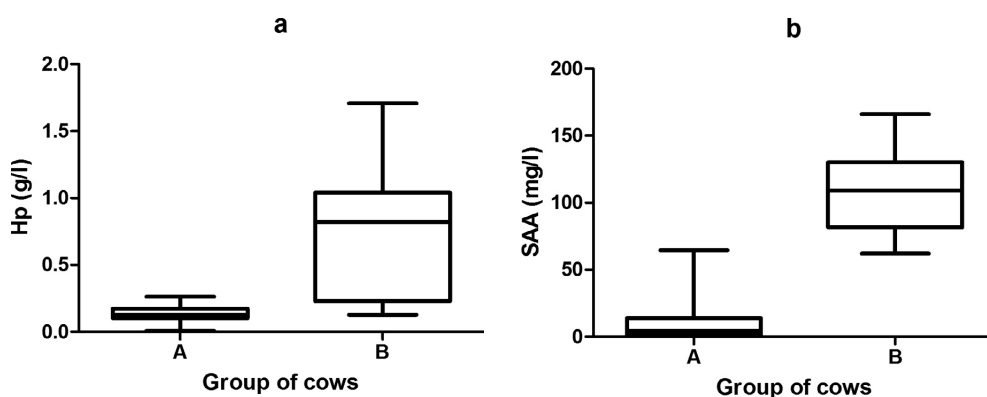 a
2.0
1.5
1.0
0.5
0.0
Hp (g/l)
A B
Group of cows
b
200
150
100
50
0
SAA (mg/l)
A B
Group of cows